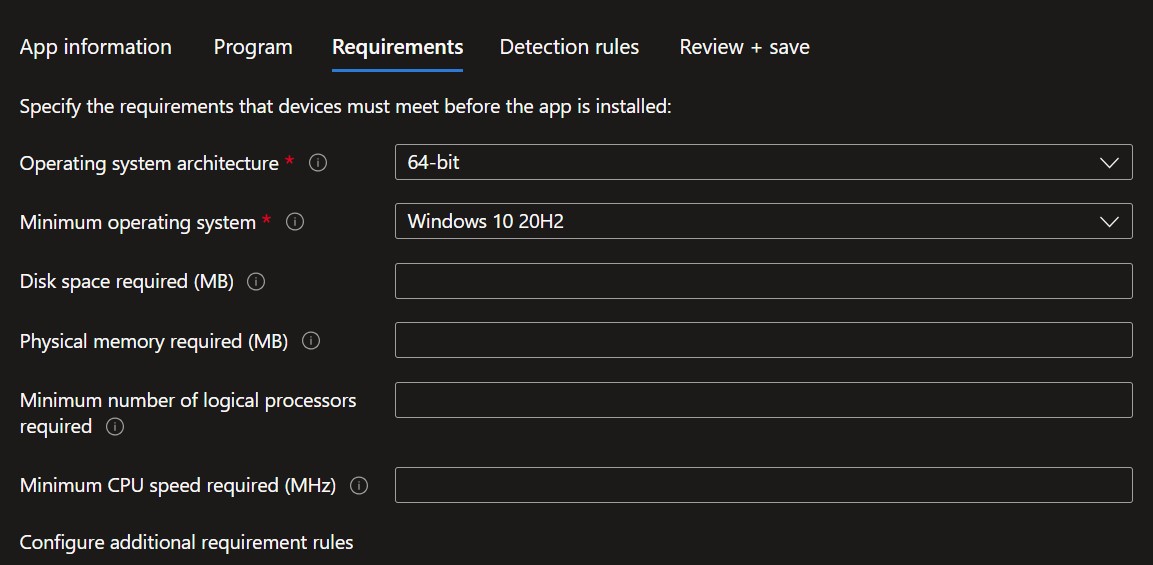 App information Program Requirements Detection rules Review + save
Specify the requirements that devices must meet before the app is installed:
Operating system architecture * 64-bit
Minimum operating system * Windows 10 20H2
Disk space required (MB)
Physical memory required (MB)
Minimum number of logical processors
required
Minimum CPU speed required (MHz)
Configure additional requirement rules